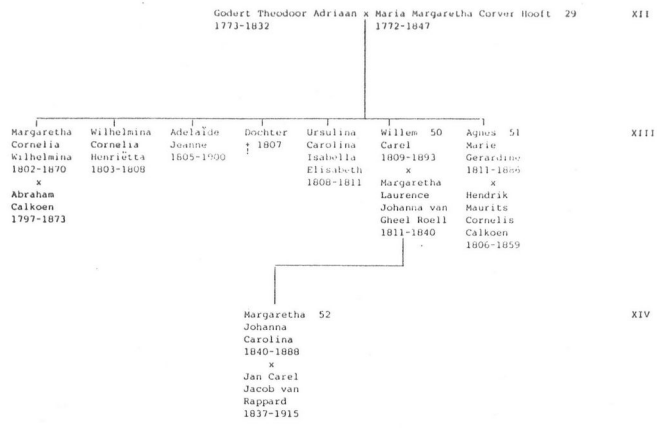 Godert Theodoor Adriaan x Maria Margaretha Corver Hooft 29 XII
1773-1832 1772-1847
Margaretha Wilhelmina Adelaïde Dochter Ursulina Willem 50 Agnes 51 XIII
Cornelia Cornelia Jeanne + 1807 Carolina Carel Marie
Wilhelmina Henriëtta 1805-1900 Isabella 1809-1893 Gerardine
1802-1870 1803-1808 Elisabeth x 1811-1886
x 1808-1811 Margaretha x
Abraham Laurence Hendrik
Calkoen Johanna van Maurits
1797-1873 Gheel Roell Cornelis
1811-1840 Calkoen
1806-1859
Margaretha 52 XIV
Johanna
Carolina
1840-1888
x
Jan Carel
Jacob van
Rappard
1837-1915